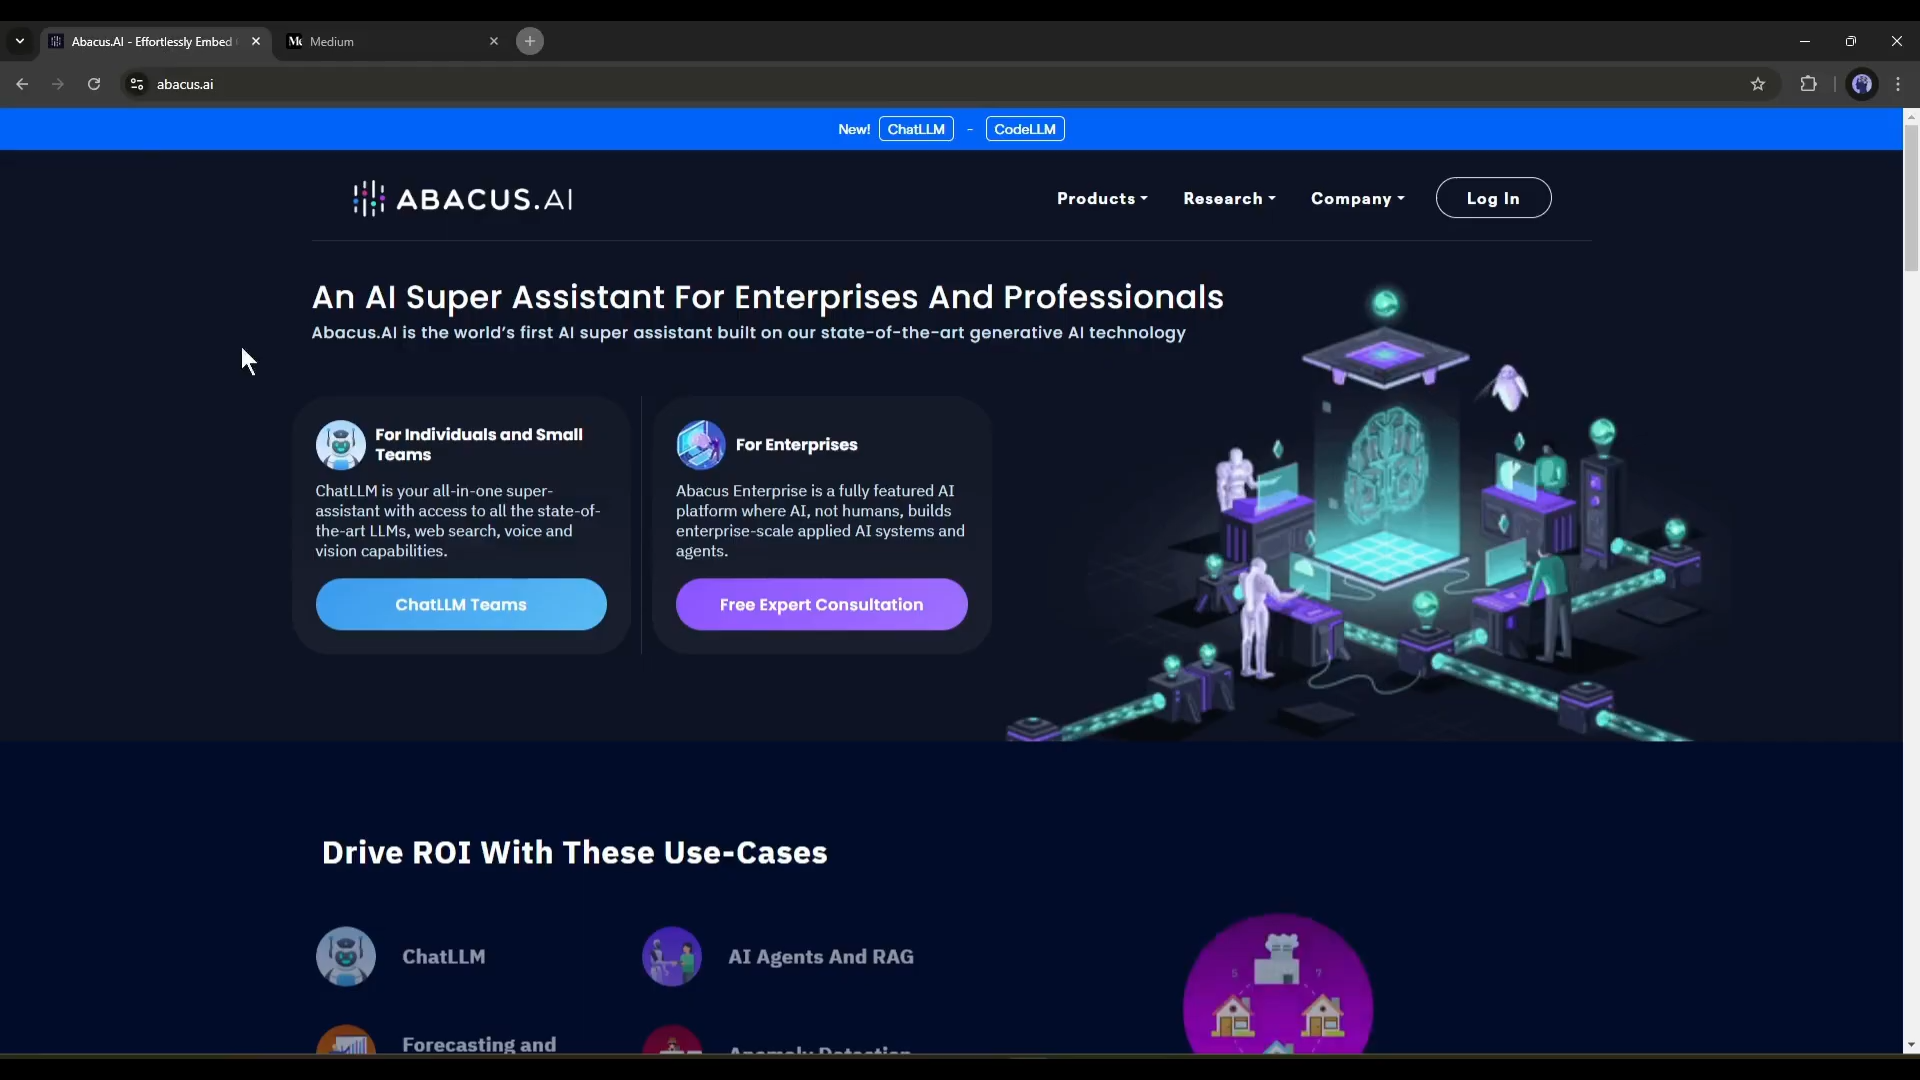 Abacus.AI - Effortlessly Embed
Medium
abacus.ai
New! ChatLLM - CodeLLM
ABACUS.AI
Products
Research
Company
Log In
An AI Super Assistant For Enterprises And Professionals
Abacus.AI is the world's first AI super assistant built on our state-of-the-art generative AI technology
For Individuals and Small
Teams
ChatLLM is your all-in-one super-
assistant with access to all the state-of-
the-art LLMs, web search, voice and
vision capabilities.
ChatLLM Teams
For Enterprises
Abacus Enterprise is a fully featured AI
platform where AI, not humans, builds
enterprise-scale applied AI systems and
agents.
Free Expert Consultation
Drive ROI With These Use-Cases
ChatLLM
AI Agents And RAG
Forecasting and
Anomaly Detection
5
7